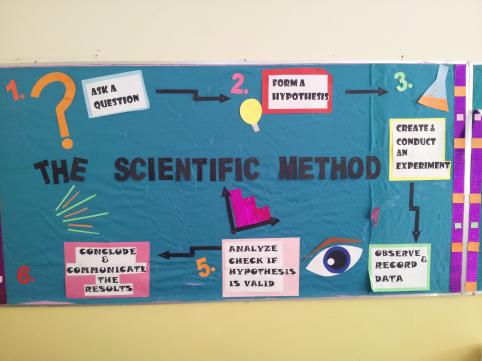 1.
ASK A
QUESTION
2.
FORM A
HYPOTHESIS
3.
CREATE &
CONDUCT
AN
EXPERIMENT
THE SCIENTIFIC METHOD
OBSERVE
RECORD &
DATA
5.
ANALYZE
CHECK IF
HYPOTHESIS
IS VALID
6.
CONCLUDE
&
COMMUNICATE
THE
RESULTS